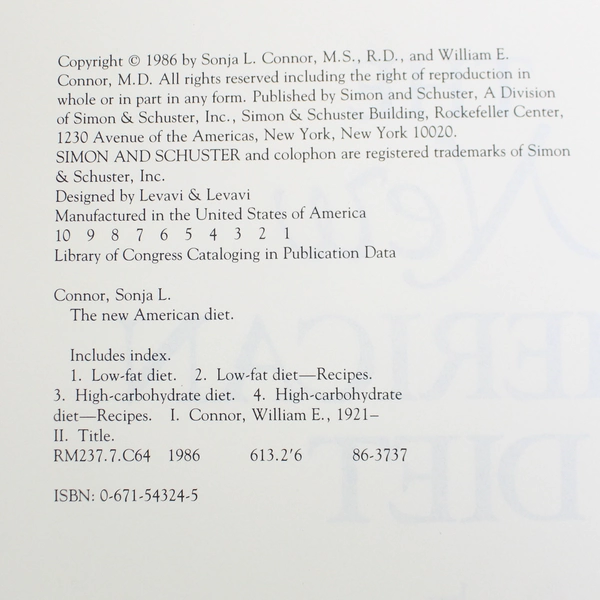 Copyright © 1986 by Sonja L. Connor, M.S., R.D., and William E.
Connor, M.D. All rights reserved including the right of reproduction in
whole or in part in any form. Published by Simon and Schuster, A Division
of Simon & Schuster, Inc., Simon & Schuster Building, Rockefeller Center,
1230 Avenue of the Americas, New York, New York 10020.
SIMON AND SCHUSTER and colophon are registered trademarks of Simon
& Schuster, Inc.
Designed by Levavi & Levavi
Manufactured in the United States of America
10 9 8 7 6 5 4 3 2 1
Library of Congress Cataloging in Publication Data
Connor, Sonja L.
The new American diet.
Includes index.
1. Low-fat diet. 2. Low-fat diet—Recipes.
3. High-carbohydrate diet. 4. High-carbohydrate
diet—Recipes. I. Connor, William E., 1921–
II. Title.
RM237.7.C64 1986 613.2'6 86-3737
ISBN: 0-671-54324-5